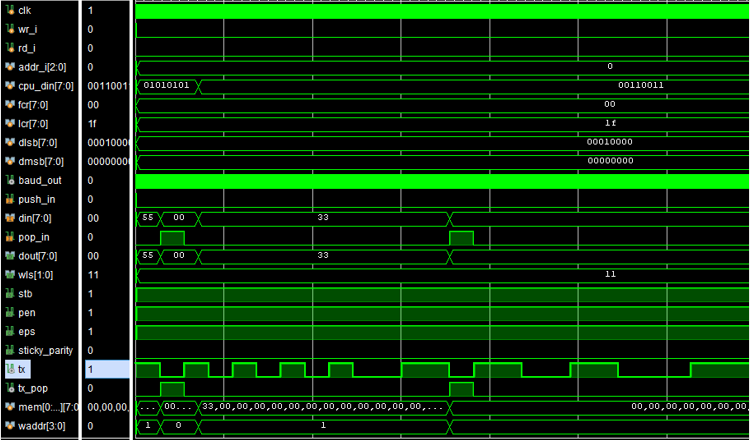 clk 1
wr_i 0
rd_i 0
addr_i[2:0] 0 0
cpu_din[7:0] 0011001 01010101 00110011
fcr[7:0] 00 00
lcr[7:0] 1f 1f
dlsb[7:0] 0001000 00010000
dmsb[7:0] 0000000 00000000
baud_out 0
push_in 0
din[7:0] 00 55 00 33
pop_in 0
dout[7:0] 00 55 00 33
wls[1:0] 11 11
stb 1
pen 1
eps 1
sticky_parity 0
tx 1
tx_pop 0
mem[0:...][7:0 00,00,00, ... 00... 33,00,00,00,00,00,00,00,00,00,00,00,00,... 00,00,00,00,00,00,00
waddr[3:0] 0 1 0 1